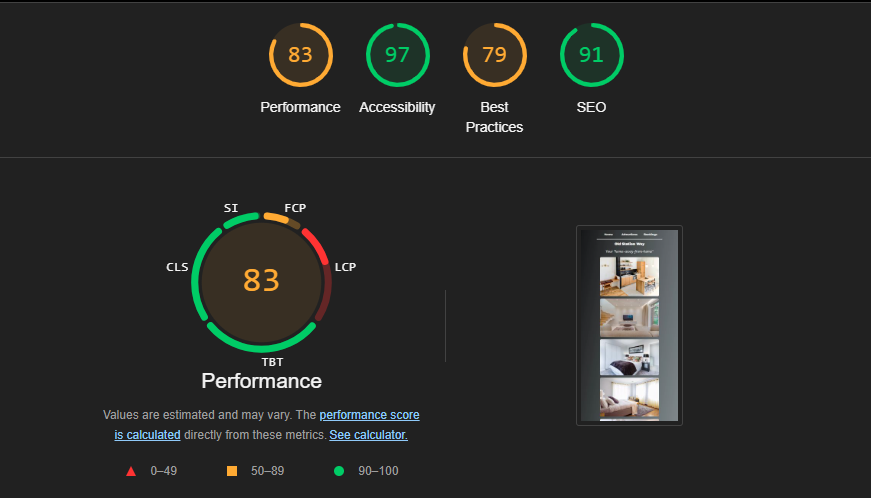 83
97
79
91
Performance
Accessibility
Best
Practices
SEO
SI
FCP
CLS
LCP
83
TBT
Performance
Values are estimated and may vary. The performance score
is calculated directly from these metrics. See calculator.
0–49
50–89
90–100